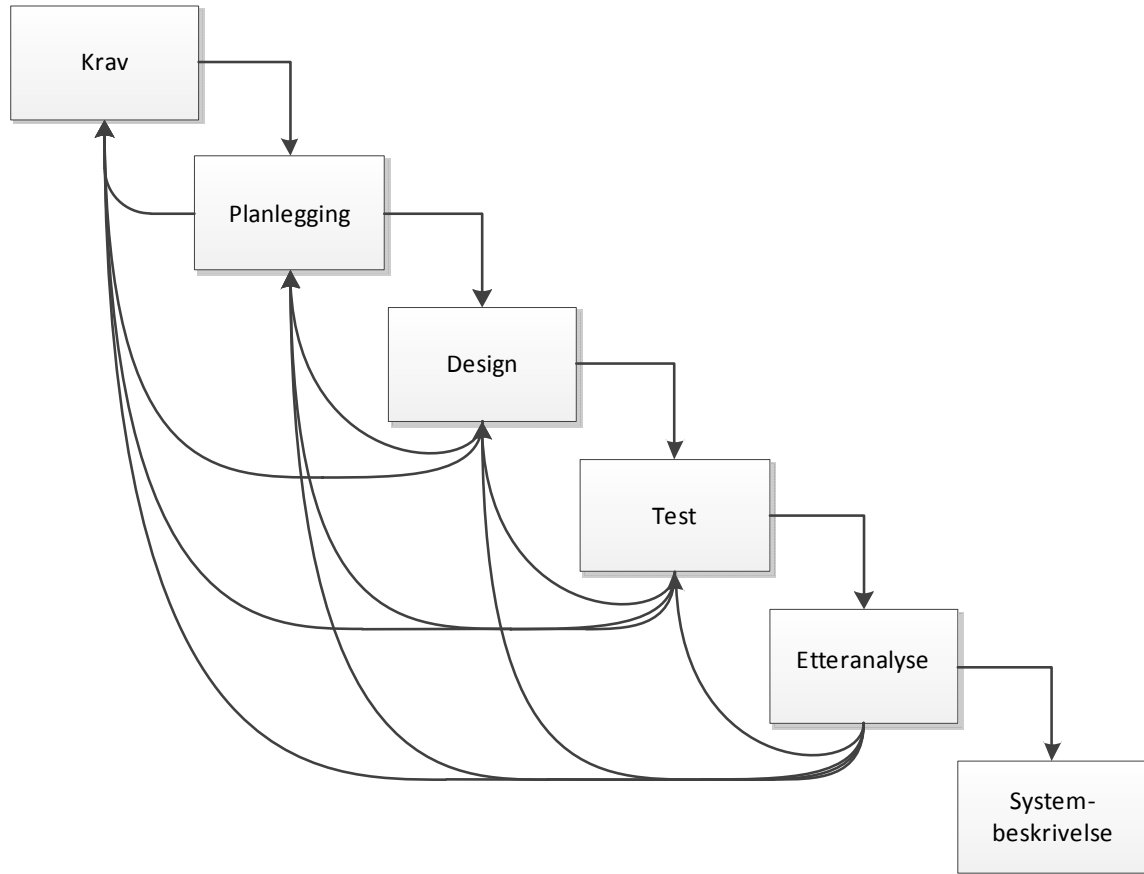 Krav
Planlegging
Design
Test
Etteranalyse
System-
beskrivelse